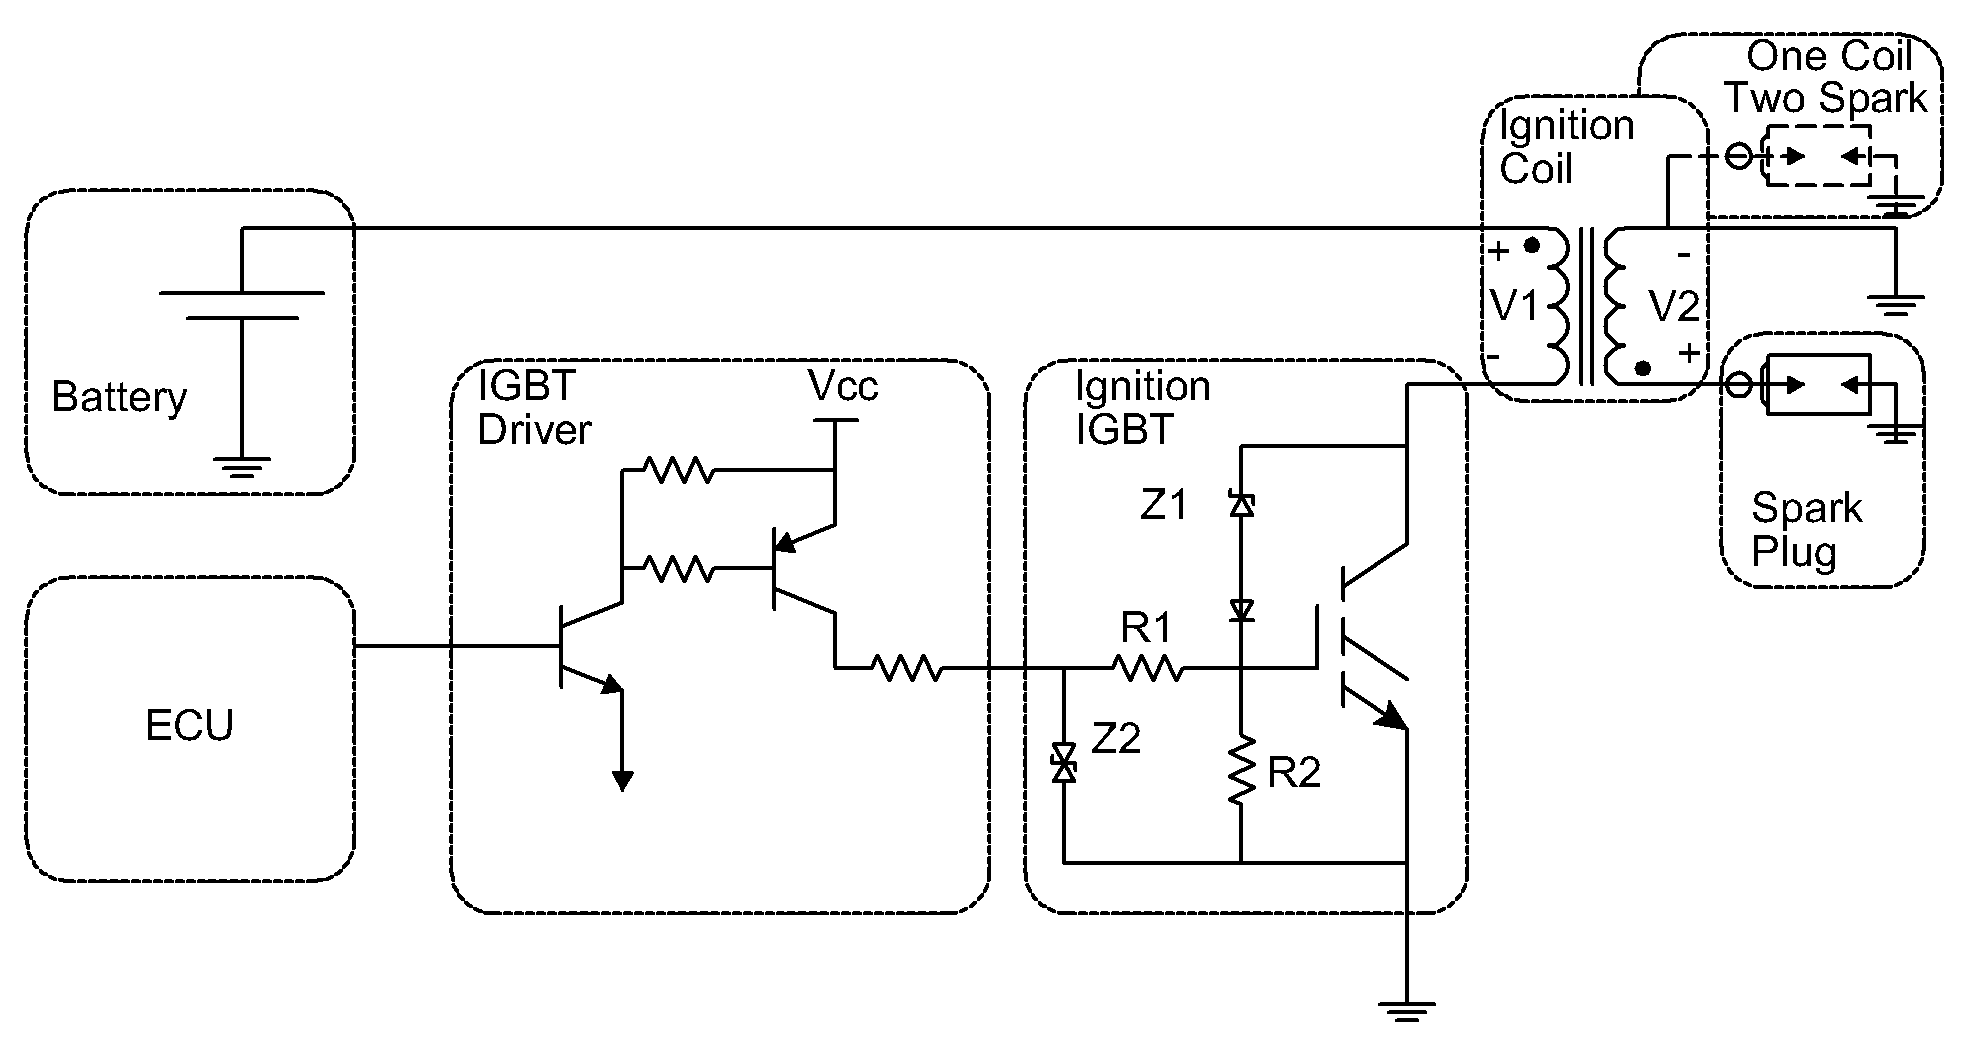 One Coil
Two Spark
Ignition
Coil
+
-
V1
V2
-
+
Battery
IGBT
Driver
Vcc
Ignition
IGBT
Z1
Spark
Plug
R1
ECU
Z2
R2